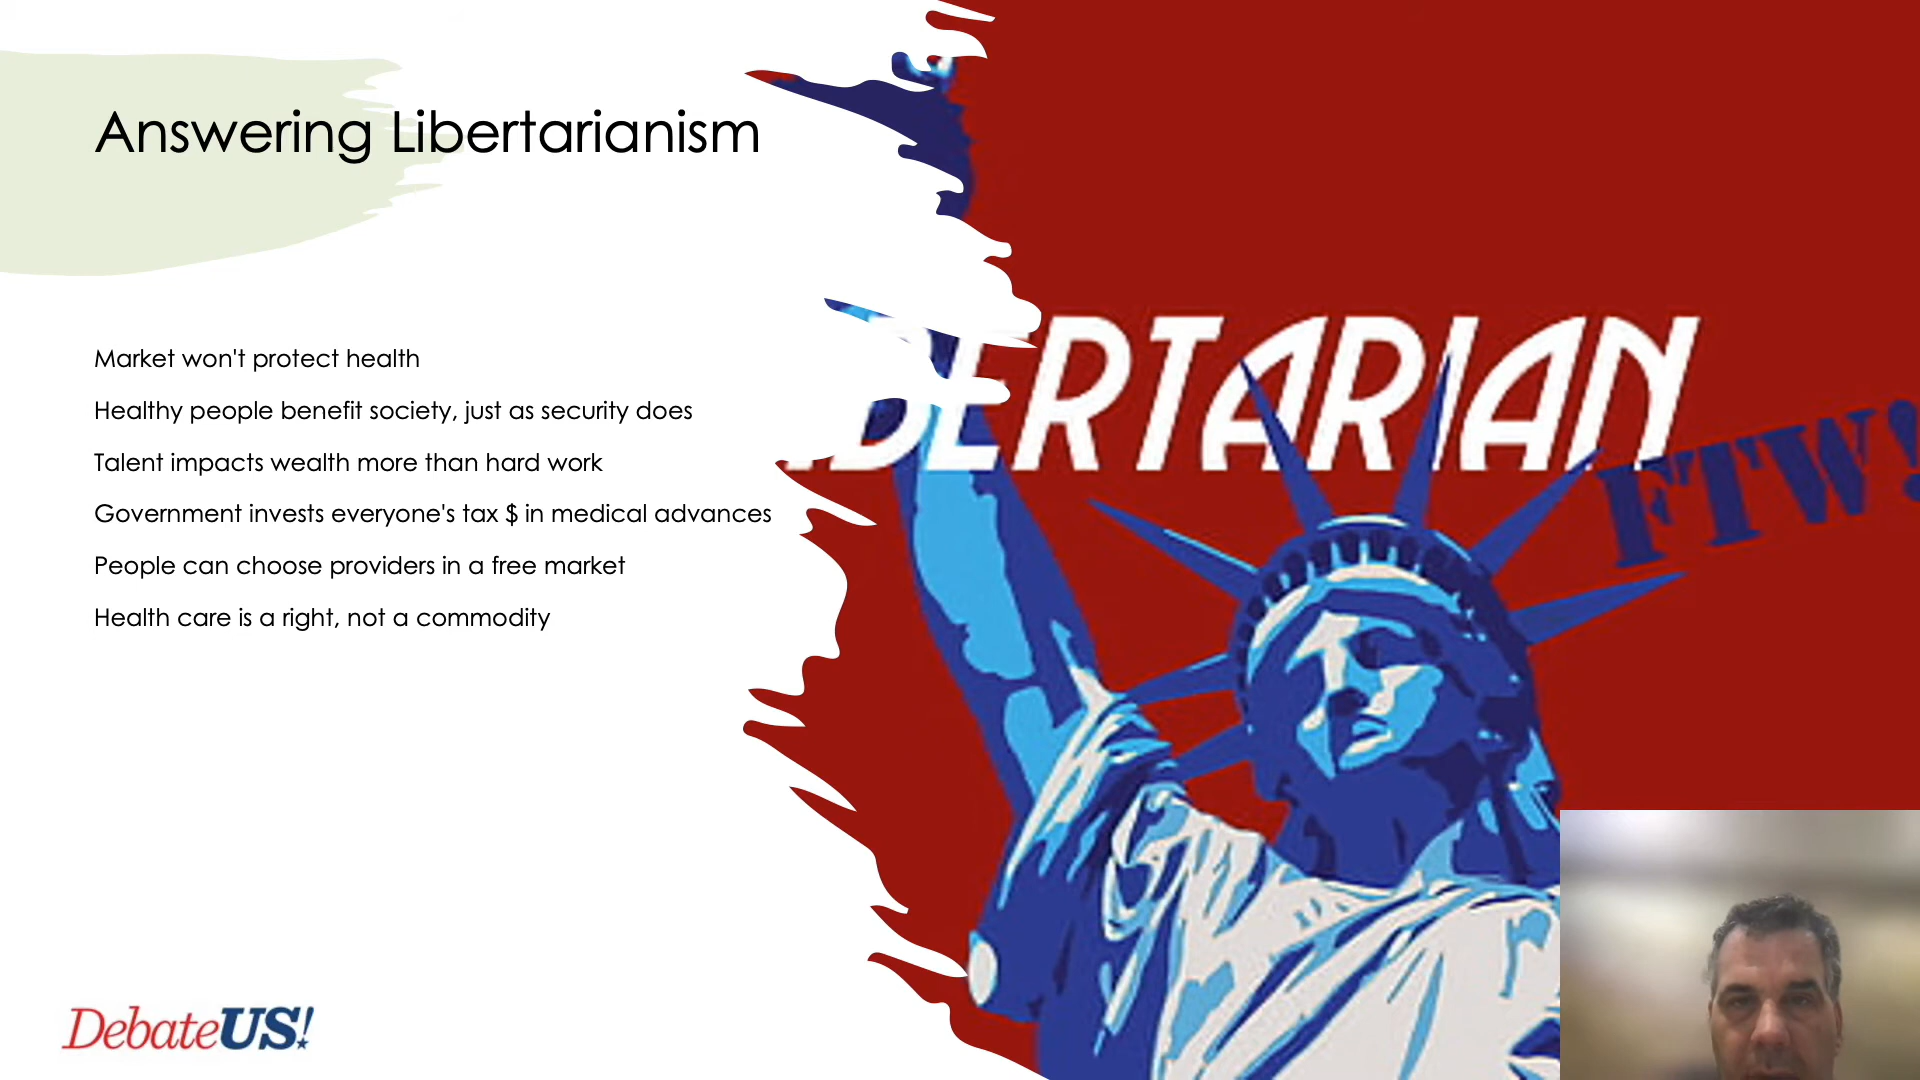 Answering Libertarianism
Market won't protect health
Healthy people benefit society, just as security does
Talent impacts wealth more than hard work
Government invests everyone's tax $ in medical advances
People can choose providers in a free market
Health care is a right, not a commodity
IBERTARIAN
FTW!
DebateUS!